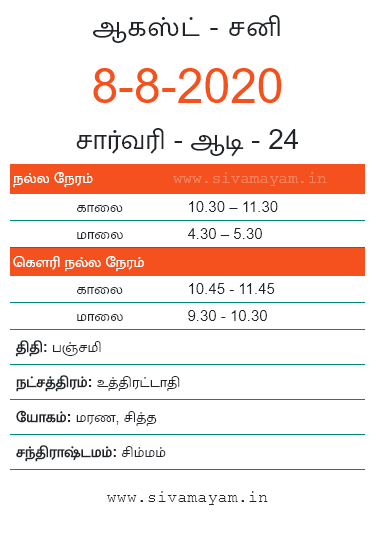 ஆகஸ்ட் - சனி
8-8-2020
சார்வரி - ஆடி - 24
நல்ல நேரம் www.sivamayam.in
காலை 10.30 – 11.30
மாலை 4.30 – 5.30
கௌரி நல்ல நேரம்
காலை 10.45 - 11.45
மாலை 9.30 - 10.30
திதி: பஞ்சமி
நட்சத்திரம்: உத்திரட்டாதி
யோகம்: மரண, சித்த
சந்திராஷ்டமம்: சிம்மம்
www.sivamayam.in